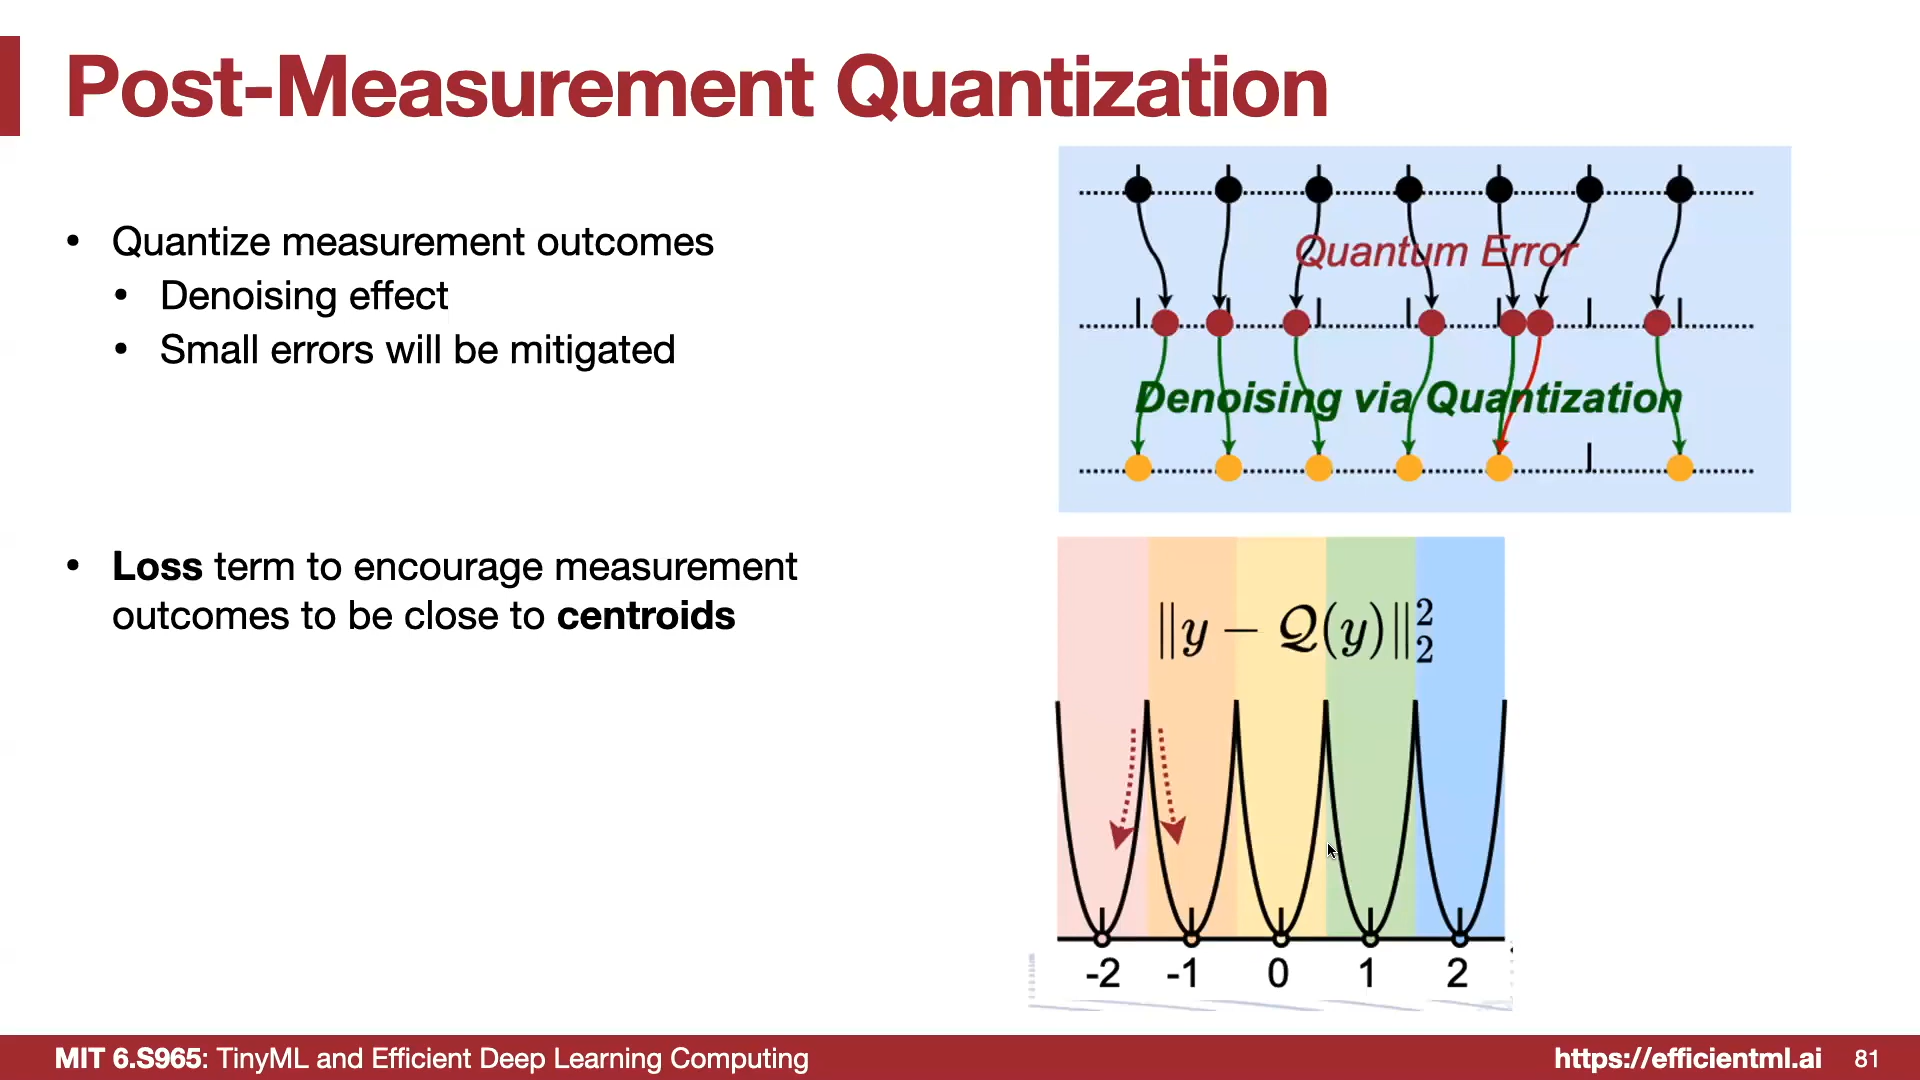 Post-Measurement Quantization
• Quantize measurement outcomes
• Denoising effect
• Small errors will be mitigated
• Loss term to encourage measurement
outcomes to be close to centroids
Quantum Error
Denoising via Quantization
‖y − 𝒬(y)‖₂²
-2 -1 0 1 2
MIT 6.S965: TinyML and Efficient Deep Learning Computing
https://efficientml.ai 81